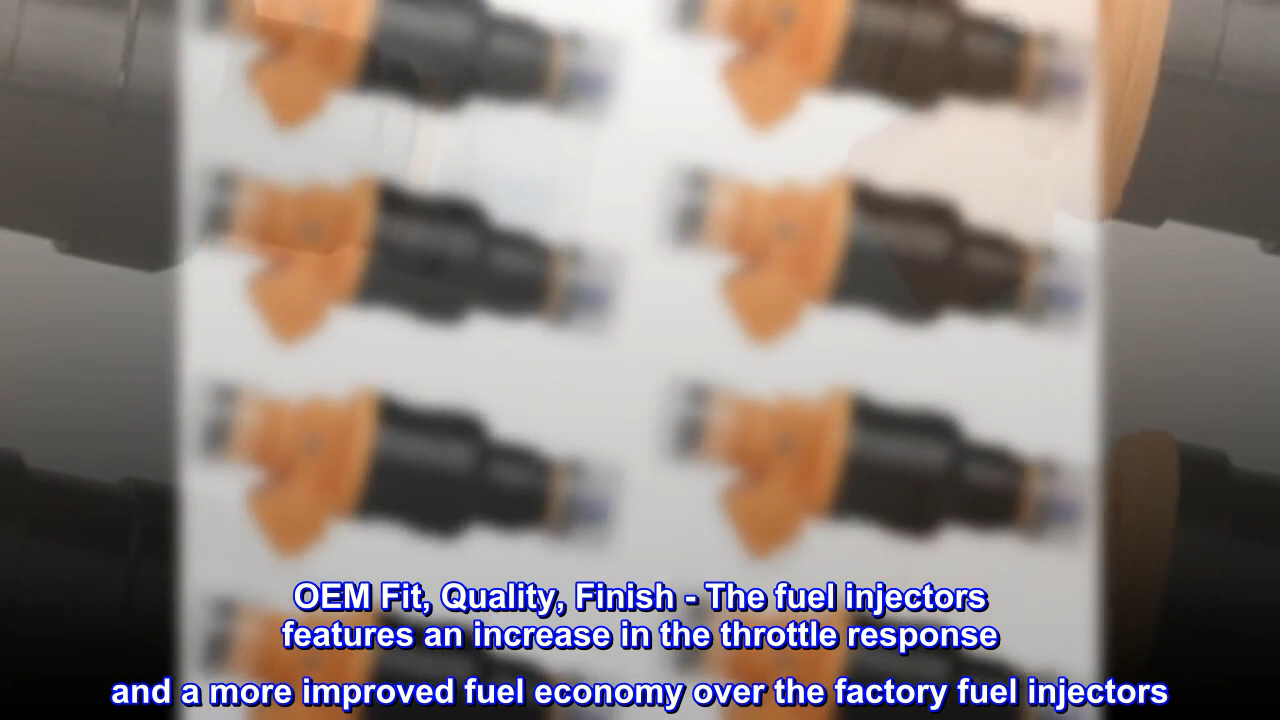 OEM Fit, Quality, Finish - The fuel injectors
features an increase in the throttle response
and a more improved fuel economy over the factory fuel injectors